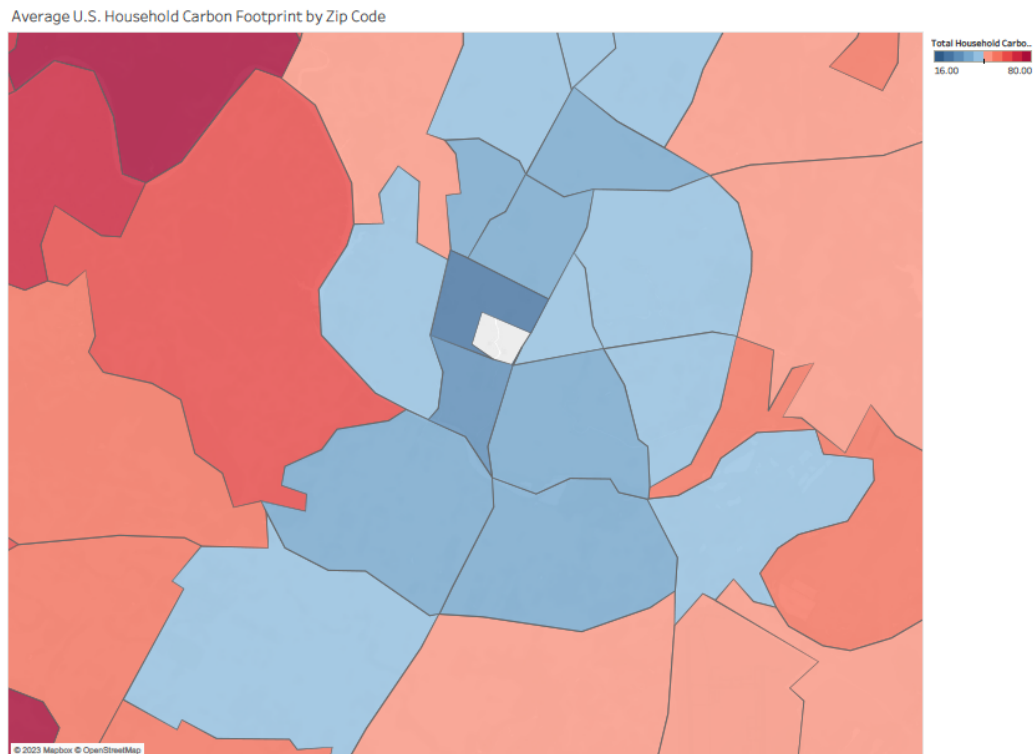 Average U.S. Household Carbon Footprint by Zip Code
Total Household Carbo..
16.00 80.00
© 2023 Mapbox © OpenStreetMap